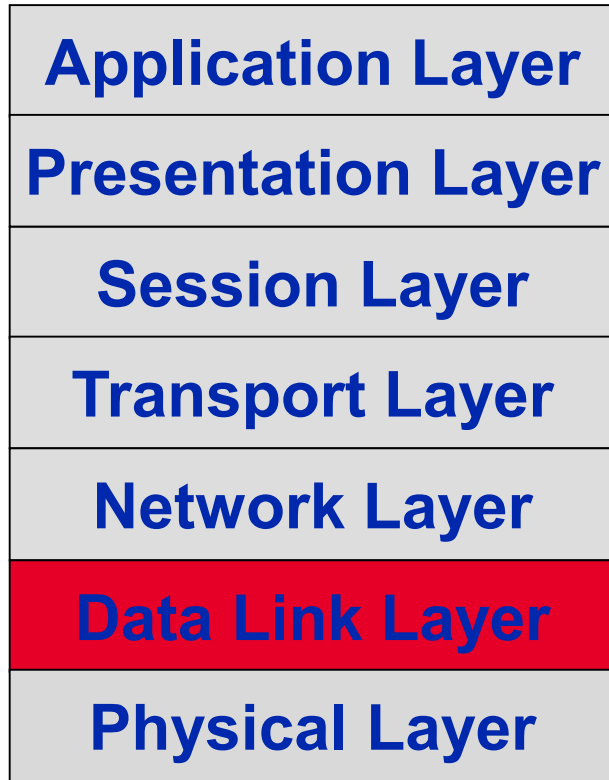 Application Layer
Presentation Layer
Session Layer
Transport Layer
Network Layer
Data Link Layer
Physical Layer